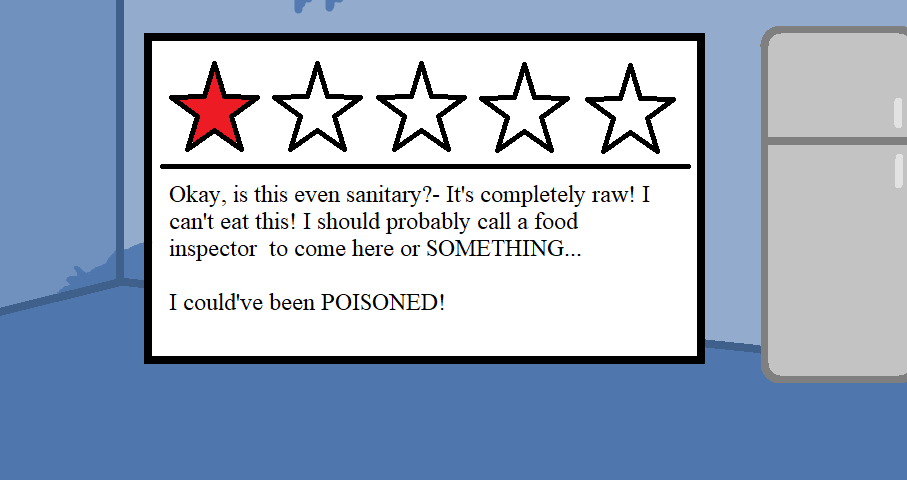 Okay, is this even sanitary?- It's completely raw! I
can't eat this! I should probably call a food
inspector  to come here or SOMETHING...
I could've been POISONED!